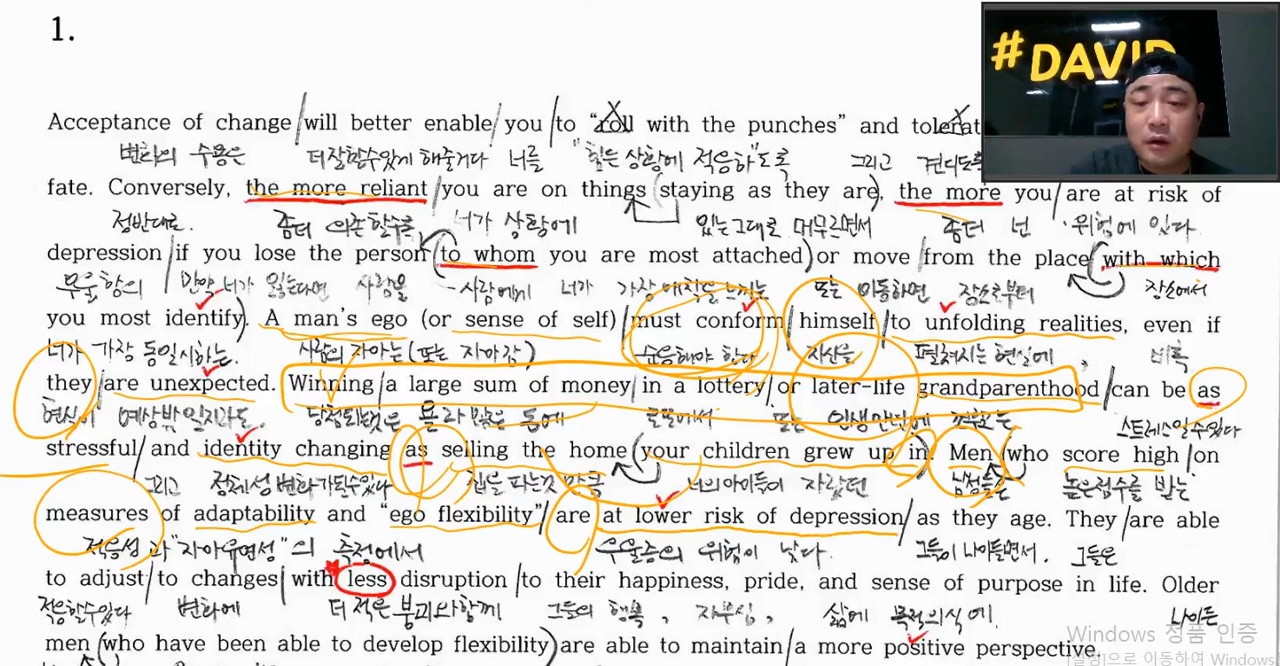 1.
#DAVID
Acceptance of change/will better enable/you/to "roll with the punches" and tolerat
변화의 수용은 더잘할수있게 해줄거다 너를 "힘든 상황에 적응하"도록 그리고 견디도록
fate. Conversely, the more reliant/you are on things(staying as they are), the more you/are at risk of
정반대로. 좀더 의존할수록 너가 상황에 있는그대로 머무르면서 좀더 넌 위험에 있다.
depression/if you lose the person(to whom you are most attached)or move/from the place(with which
우울함의 만약 너가 잃는다면 사람을 사람에게 너가 가장 애착을 느끼는 또는 이동하면 장소로부터 장소에서
you most identify). A man's ego (or sense of self)/must conform/himself/to unfolding realities, even if
너가 가장 동일시하는. 사람의 자아는(또는 자아감) 순응해야 한다 자신을 펼쳐지는 현실에, 비록
they/are unexpected. Winning/a large sum of money/in a lottery/or later-life grandparenthood/can be as
현실이 예상밖일지라도 많은 돈에 또는 스트레스일수있다
stressful/and identity changing as selling the home(your children grew up in). Men(who score high/on
그리고 정체성 변화가될수있다 집을 파는것 만큼 너의아이들이 자랐던 남성들은 높은점수를 받는
measures of adaptability and "ego flexibility"/are at lower risk of depression/as they age. They/are able
적응성 과"자아유연성"의 측정에서 우울증의 위험이 낮다. 그들이 나이들면서. 그들은
to adjust/to changes/with less disruption/to their happiness, pride, and sense of purpose in life. Older
적응할수있다 변화에 더 적은 붕괴와함께 그들의 행복, 자부심, 삶에 목적의식에. 나이든
men(who have been able to develop flexibility)are able to maintain/a more positive perspective.
Windows 정품 인증
[설정]으로 이동하여 Windows